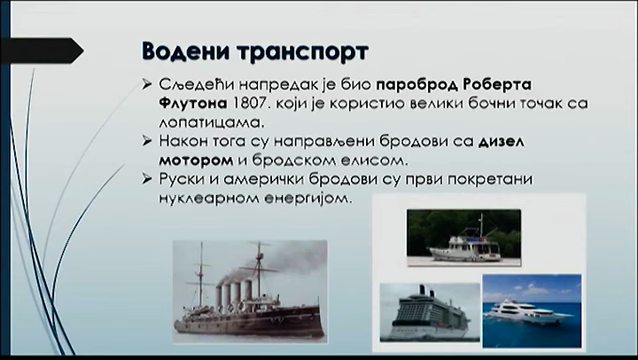 Водени транспорт
➢ Сљедећи напредак је био пароброд Роберта
Флутона 1807. који је користио велики бочни точак са
лопатицама.
➢ Након тога су направљени бродови са дизел
мотором и бродском елисом.
➢ Руски и амерички бродови су први покретани
нуклеарном енергијом.